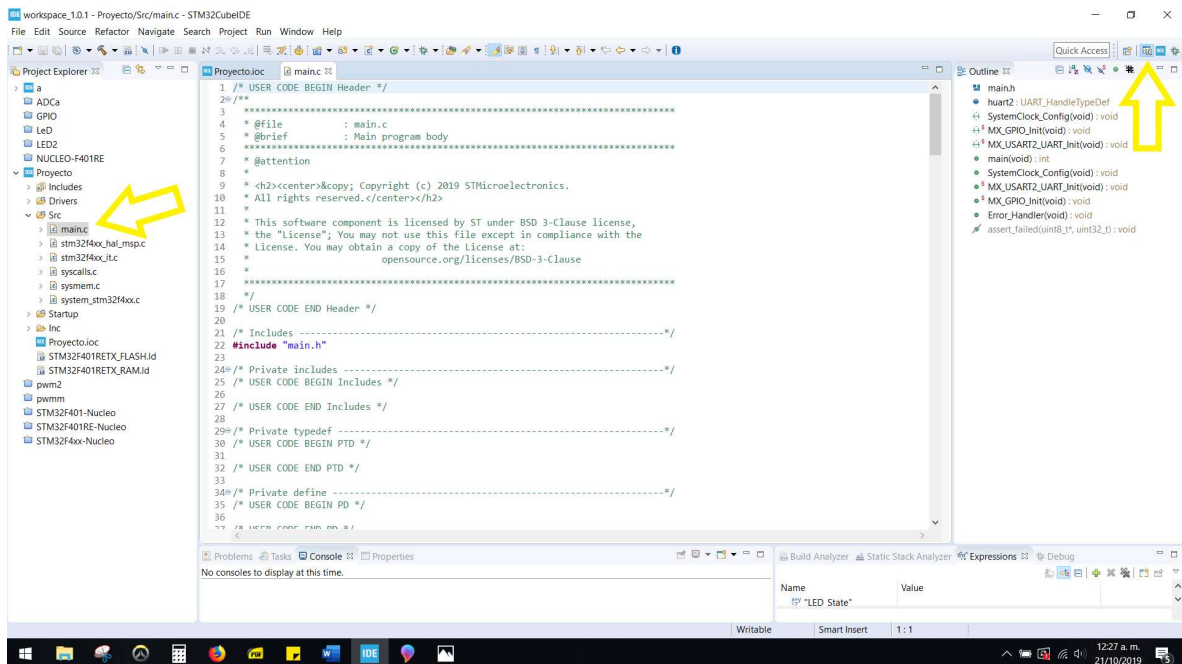 IDE workspace_1.0.1 - Proyecto/Src/main.c - STM32CubeIDE
File Edit Source Refactor Navigate Search Project Run Window Help
Quick Access
Project Explorer
a
ADCa
GPIO
LeD
LED2
NUCLEO-F401RE
Proyecto
Includes
Drivers
Src
main.c
stm32f4xx_hal_msp.c
stm32f4xx_it.c
syscalls.c
sysmem.c
system_stm32f4xx.c
Startup
Inc
Proyecto.ioc
STM32F401RETX_FLASH.ld
STM32F401RETX_RAM.ld
pwm2
pwmm
STM32F401-Nucleo
STM32F401RE-Nucleo
STM32F4xx-Nucleo
MX Proyecto.ioc main.c
1 /* USER CODE BEGIN Header */
2 /**
3 ******************************************************************************
4 * @file : main.c
5 * @brief : Main program body
6 ******************************************************************************
7 * @attention
8 *
9 * <h2><center>&copy; Copyright (c) 2019 STMicroelectronics.
10 * All rights reserved.</center></h2>
11 *
12 * This software component is licensed by ST under BSD 3-Clause license,
13 * the "License"; You may not use this file except in compliance with the
14 * License. You may obtain a copy of the License at:
15 * opensource.org/licenses/BSD-3-Clause
16 *
17 ******************************************************************************
18 */
19 /* USER CODE END Header */
20
21 /* Includes ------------------------------------------------------------------*/
22 #include "main.h"
23
24 /* Private includes ----------------------------------------------------------*/
25 /* USER CODE BEGIN Includes */
26
27 /* USER CODE END Includes */
28
29 /* Private typedef -----------------------------------------------------------*/
30 /* USER CODE BEGIN PTD */
31
32 /* USER CODE END PTD */
33
34 /* Private define ------------------------------------------------------------*/
35 /* USER CODE BEGIN PD */
36
37 /* USER CODE END PD */
Outline
main.h
huart2 : UART_HandleTypeDef
SystemClock_Config(void) : void
MX_GPIO_Init(void) : void
MX_USART2_UART_Init(void) : void
main(void) : int
SystemClock_Config(void) : void
MX_USART2_UART_Init(void) : void
MX_GPIO_Init(void) : void
Error_Handler(void) : void
assert_failed(uint8_t*, uint32_t) : void
Problems Tasks Console Properties
No consoles to display at this time.
Build Analyzer Static Stack Analyzer Expressions Debug
Name Value
"LED State"
Writable Smart Insert 1 : 1
PDF
IDE
12:27 a. m.
21/10/2019
5